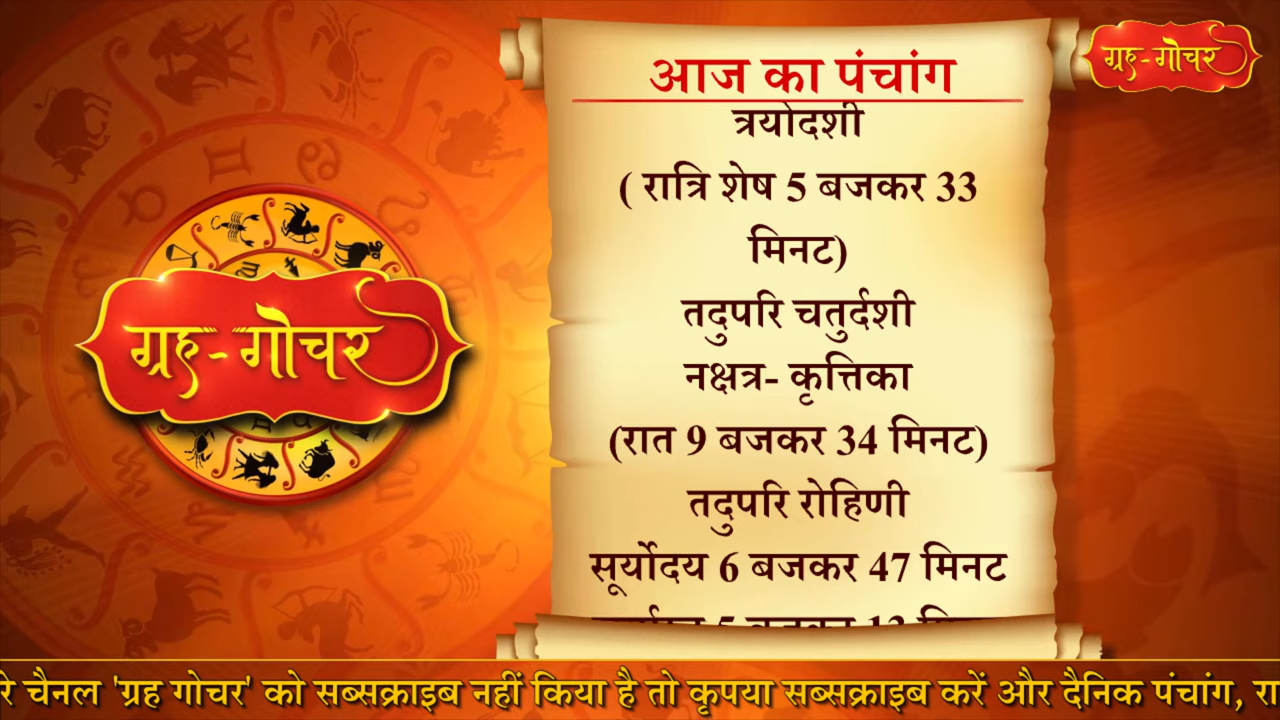 आज का पंचांग
ग्रह-गोचर
त्रयोदशी
( रात्रि शेष 5 बजकर 33
मिनट)
तदुपरि चतुर्दशी
नक्षत्र- कृत्तिका
(रात 9 बजकर 34 मिनट)
तदुपरि रोहिणी
सूर्योदय 6 बजकर 47 मिनट
ग्रह-गोचर
रे चैनल 'ग्रह गोचर' को सब्सक्राइब नहीं किया है तो कृपया सब्सक्राइब करें और दैनिक पंचांग, रा